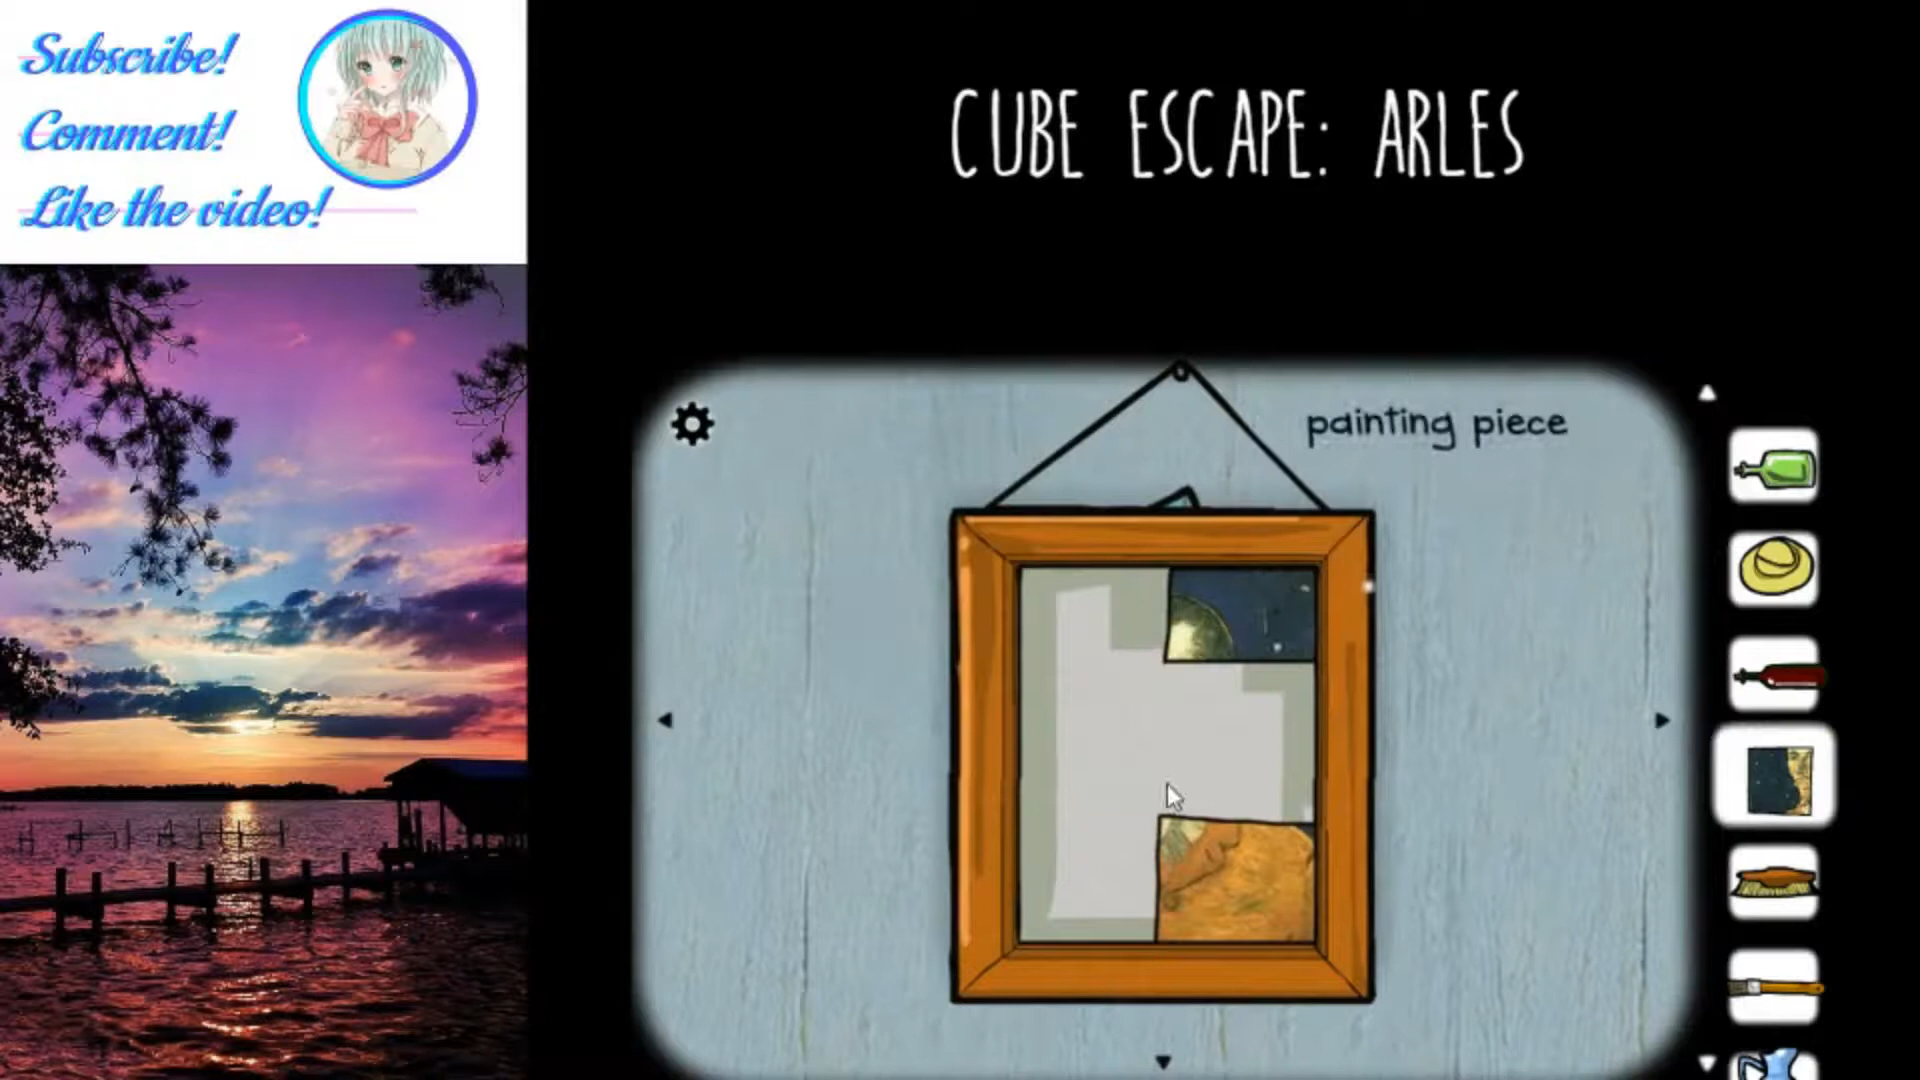 Subscribe!
Comment!
Like the video!
CUBE ESCAPE: ARLES
painting piece